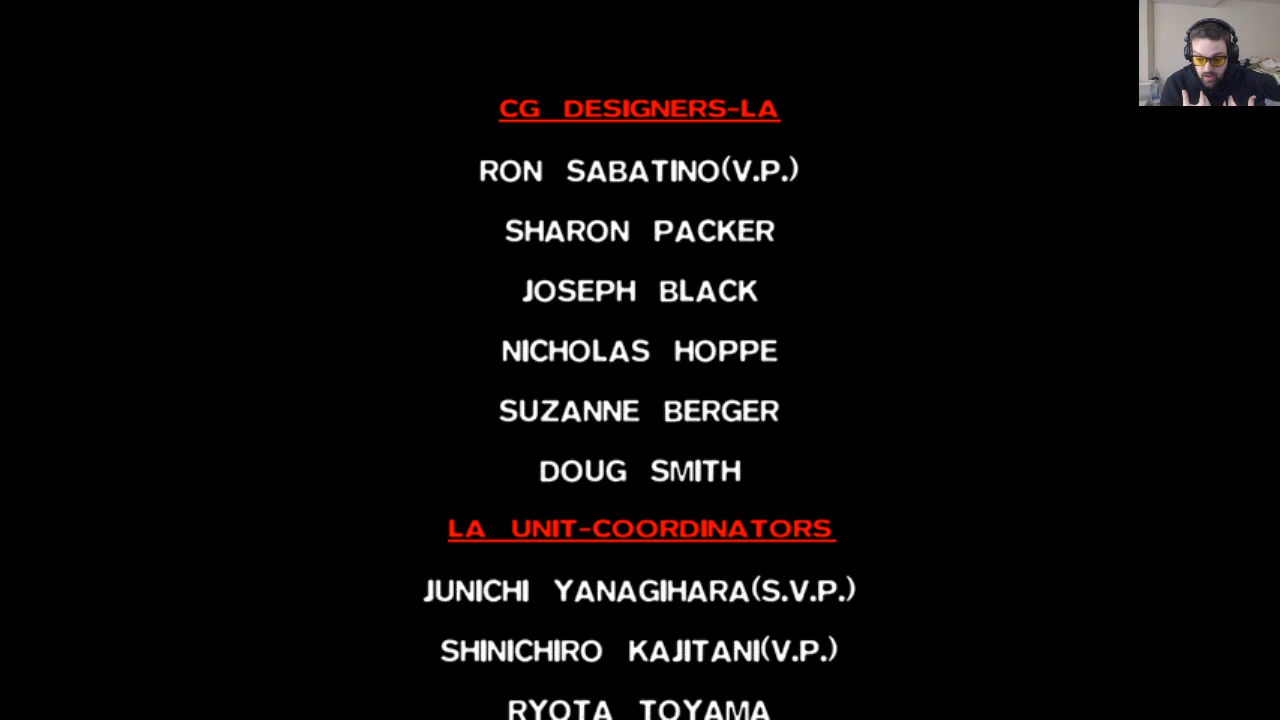 CG DESIGNERS-LA
RON SABATINO(V.P.)
SHARON PACKER
JOSEPH BLACK
NICHOLAS HOPPE
SUZANNE BERGER
DOUG SMITH
LA UNIT-COORDINATORS
JUNICHI YANAGIHARA(S.V.P.)
SHINICHIRO KAJITANI(V.P.)
RYOTA TOYAMA